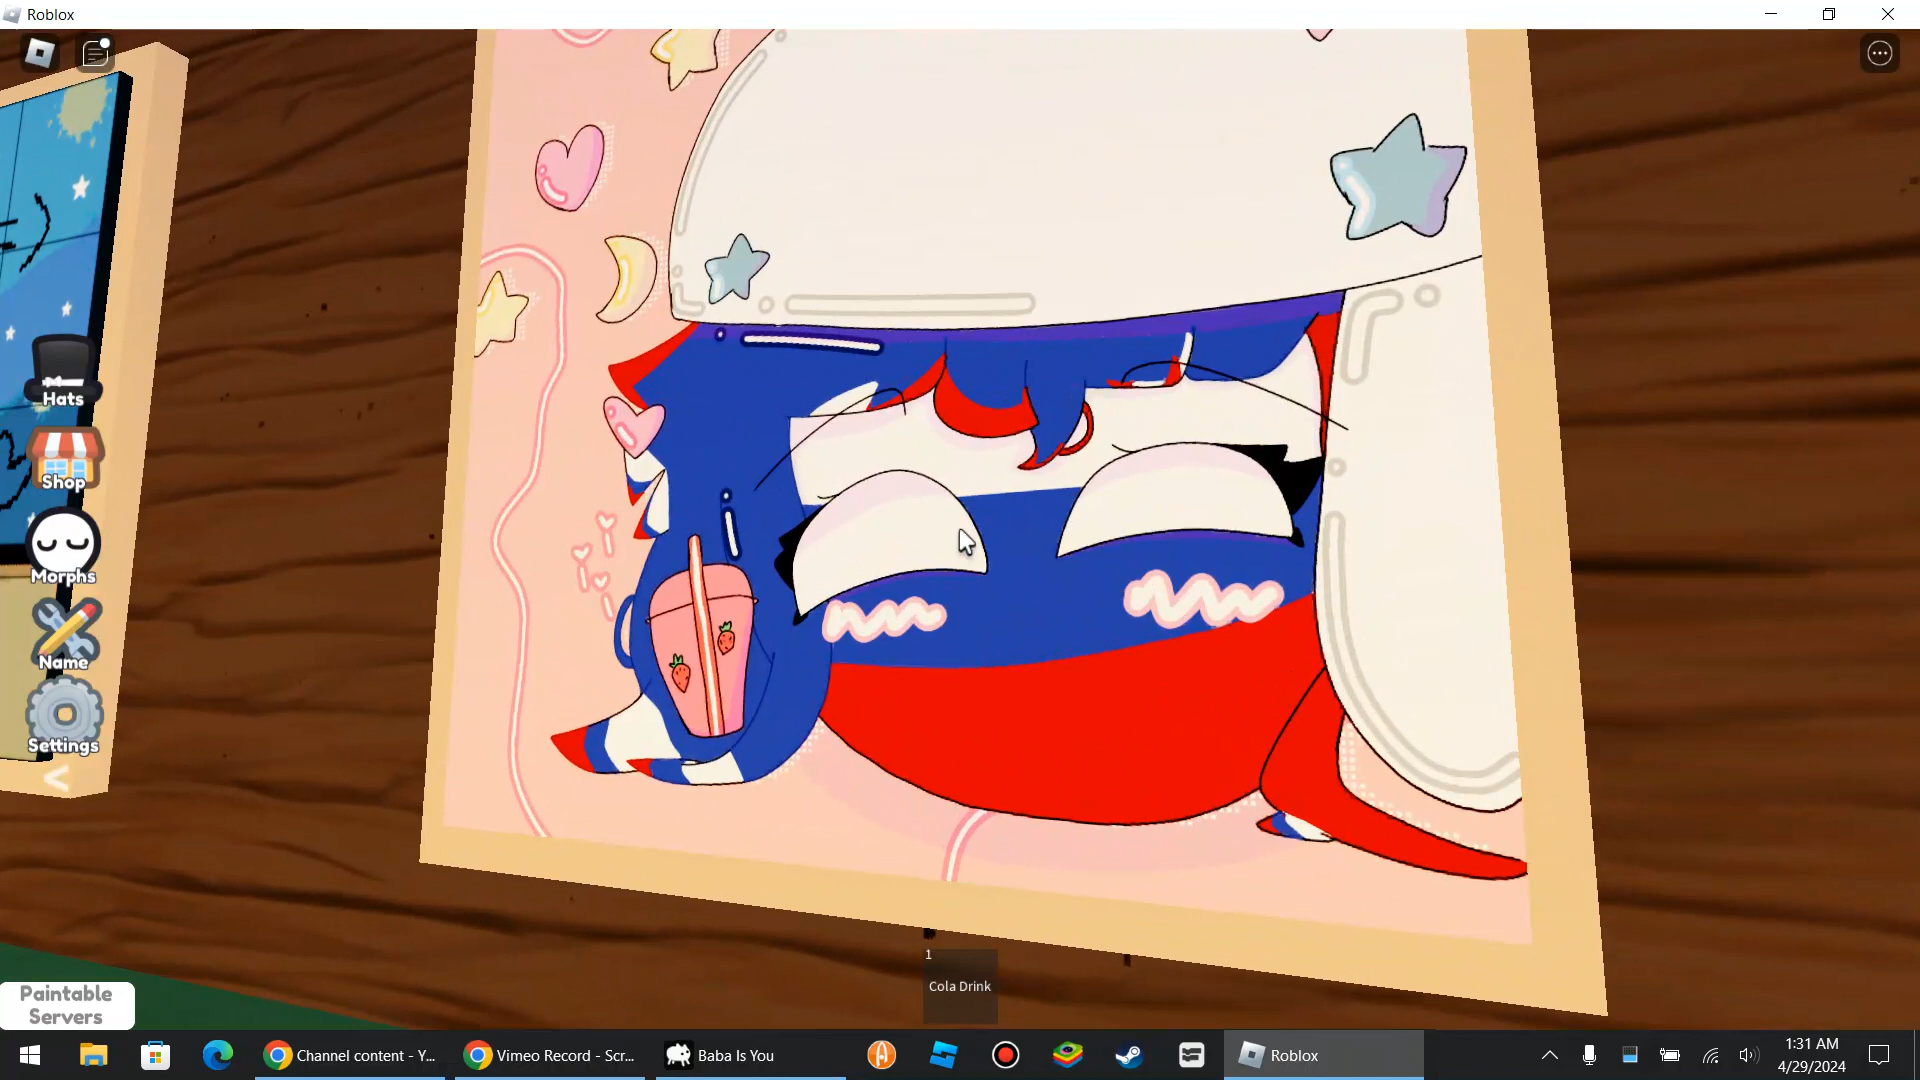 Roblox
Hats
Shop
Morphs
Name
Settings
<
Paintable
Servers
1
Cola Drink
Channel content - Y...
Vimeo Record - Scr...
Baba Is You
Roblox
1:31 AM
4/29/2024